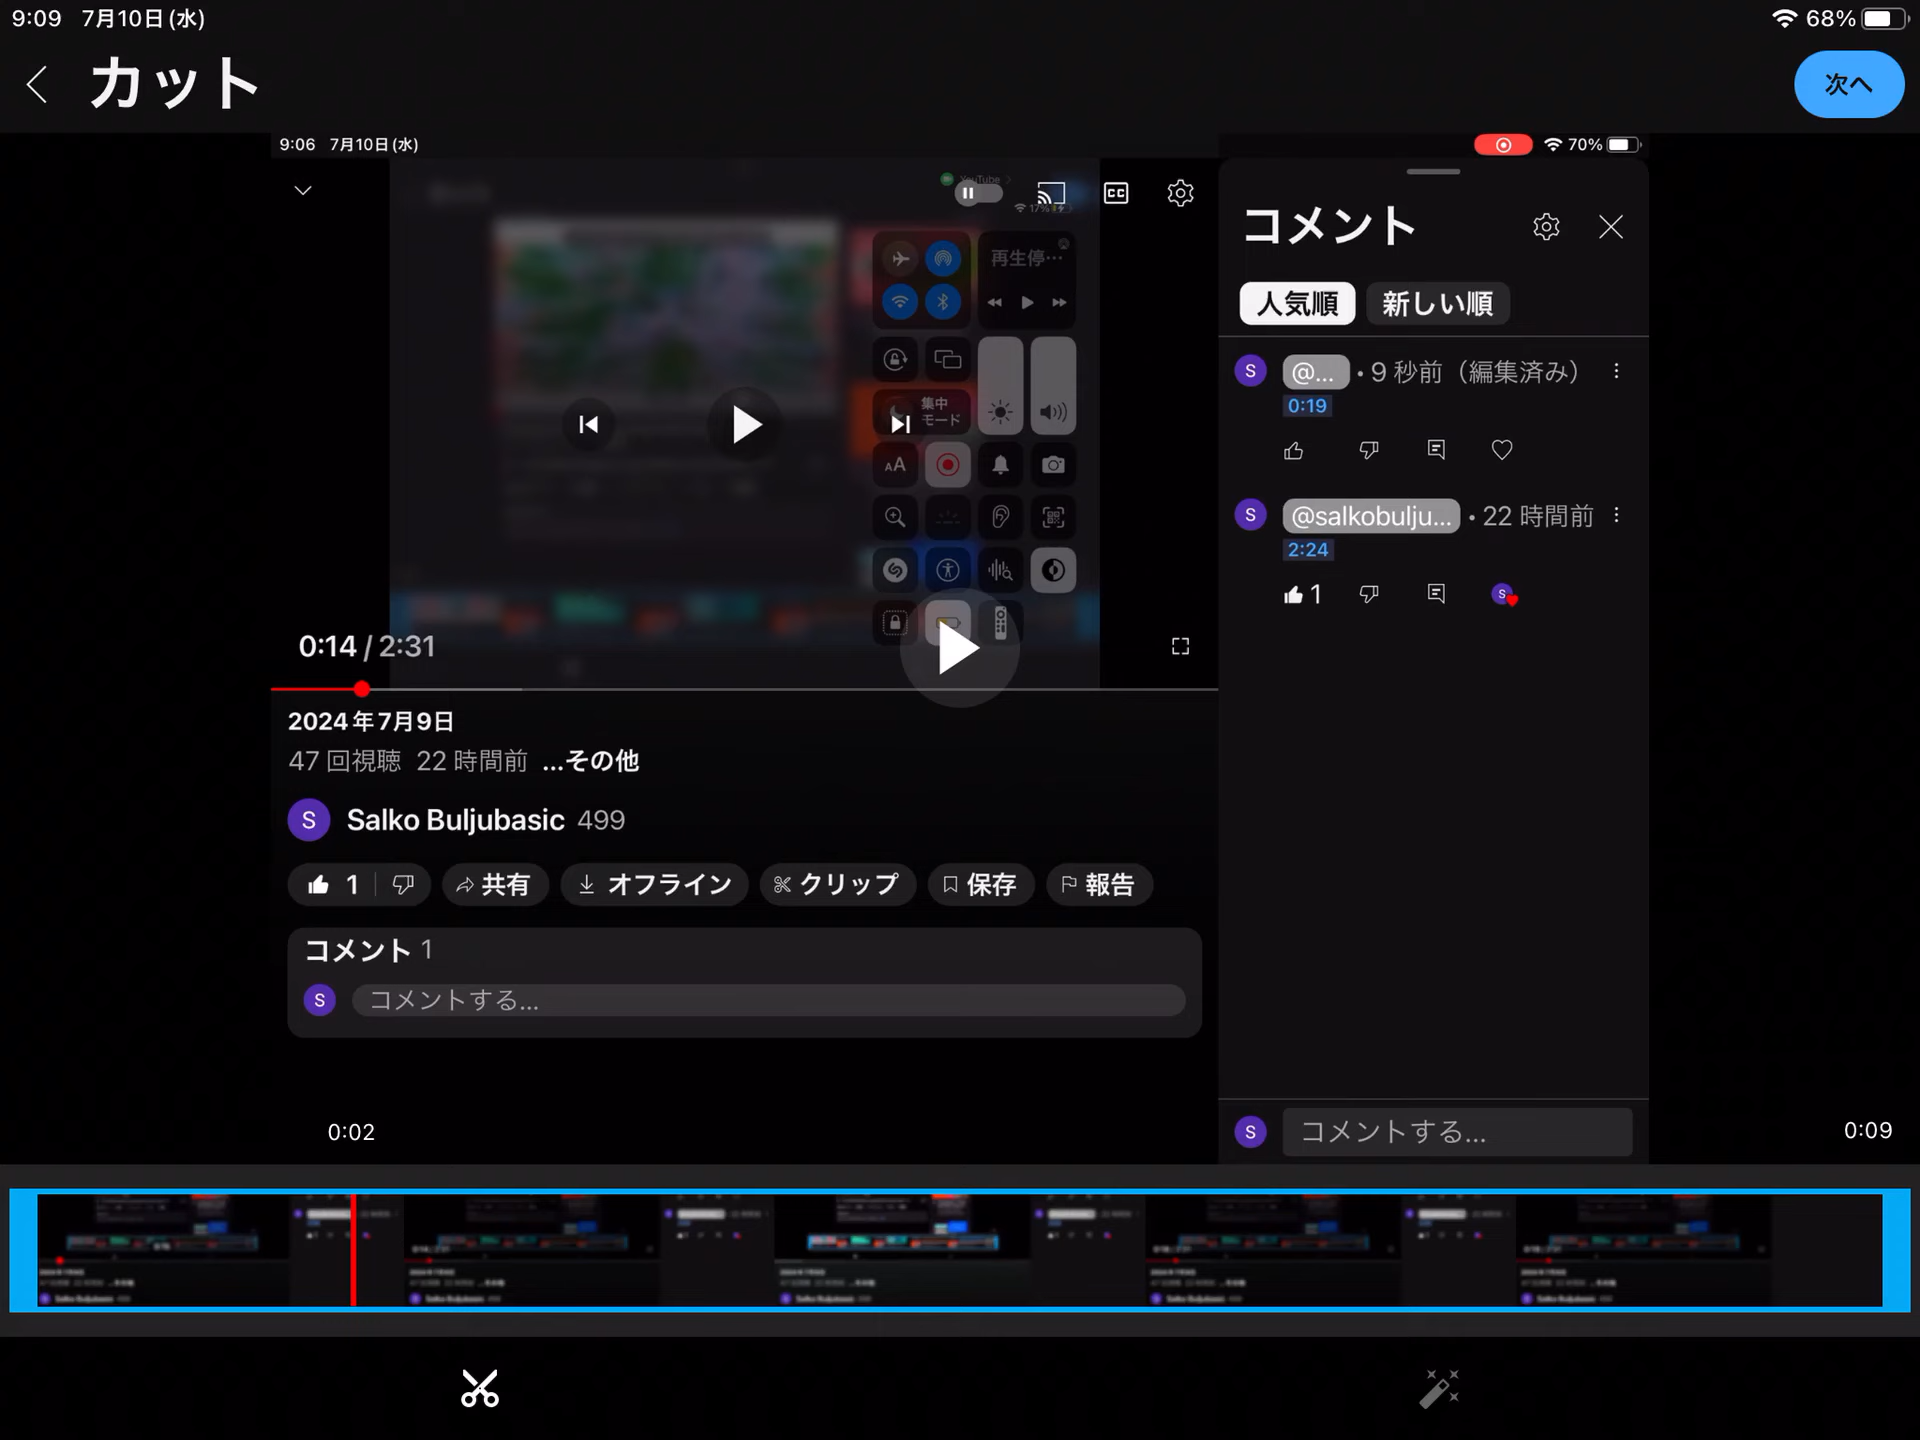 9:09 7月10日(水)
68%
カット
次へ
9:06 7月10日(水)
70%
YouTube
17%
再生停…
集中
モード
AA
CC
0:14 / 2:31
2024年7月9日
47 回視聴 22 時間前 ...その他
S Salko Buljubasic 499
1
共有
オフライン
クリップ
保存
報告
コメント 1
S コメントする...
コメント
人気順 新しい順
S @... • 9 秒前（編集済み）
0:19
S @salkobulju... • 22 時間前
2:24
1
S
S コメントする...
0:02
0:09